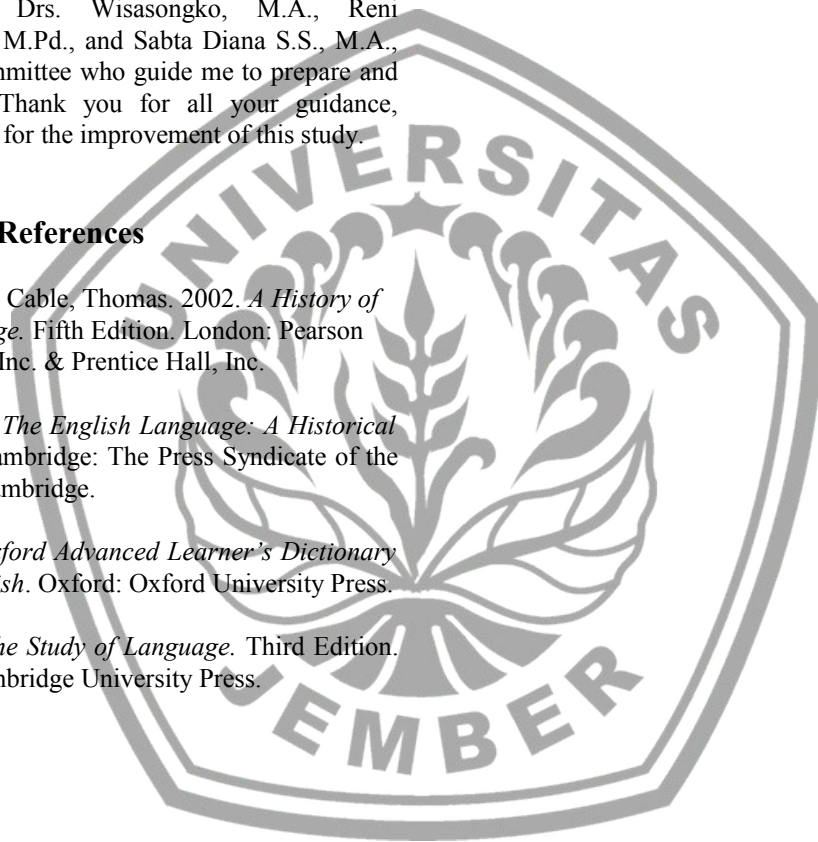 Drs. Wisasongko, M.A., Reni
M.Pd., and Sabta Diana S.S., M.A.,
mmittee who guide me to prepare and
Thank you for all your guidance,
for the improvement of this study.
References
Cable, Thomas. 2002. A History of
ge. Fifth Edition. London: Pearson
Inc. & Prentice Hall, Inc.
The English Language: A Historical
ambridge: The Press Syndicate of the
ambridge.
ford Advanced Learner's Dictionary
ish. Oxford: Oxford University Press.
he Study of Language. Third Edition.
nbridge University Press.
UNIVERSITAS
JEMBER